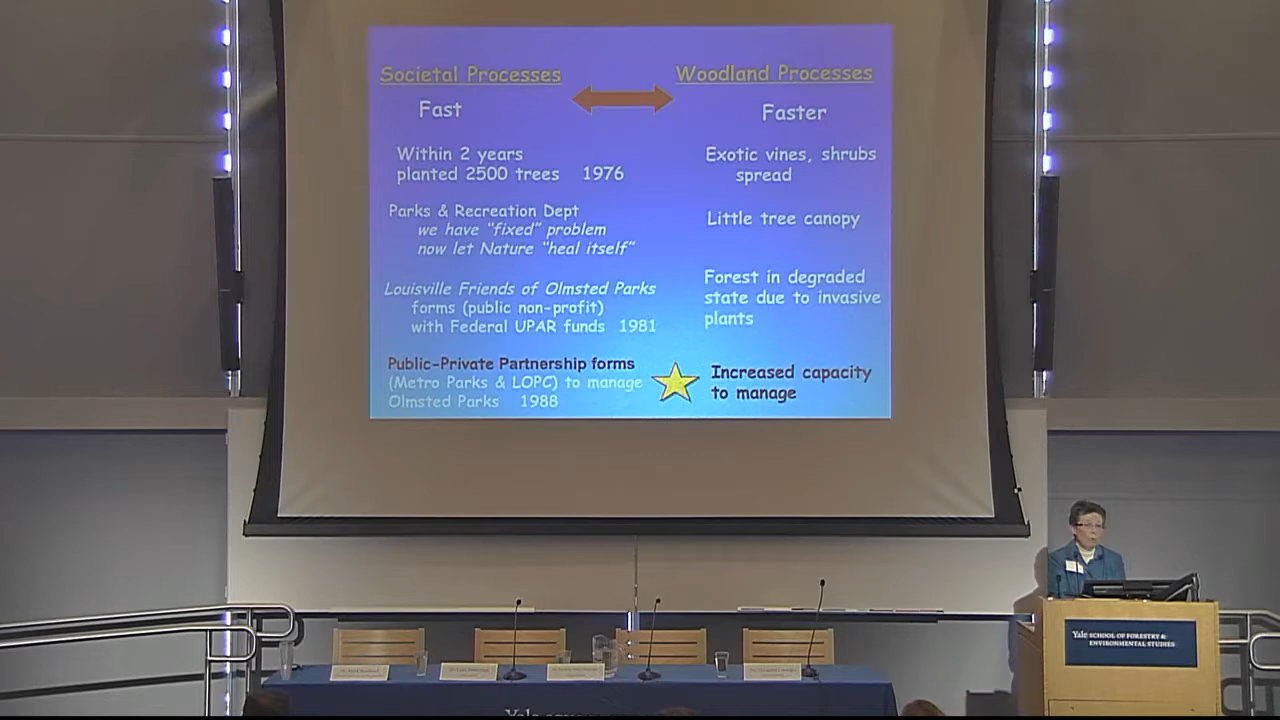 Societal Processes
Woodland Processes
Fast
Faster
Within 2 years
planted 2500 trees 1976
Exotic vines, shrubs
spread
Parks & Recreation Dept
we have "fixed" problem
now let Nature "heal itself"
Little tree canopy
Louisville Friends of Olmsted Parks
forms (public non-profit)
with Federal UPAR funds 1981
Forest in degraded
state due to invasive
plants
Public-Private Partnership forms
(Metro Parks & LOPC) to manage
Olmsted Parks 1988
Increased capacity
to manage
Yale SCHOOL OF FORESTRY &
ENVIRONMENTAL STUDIES
Yale